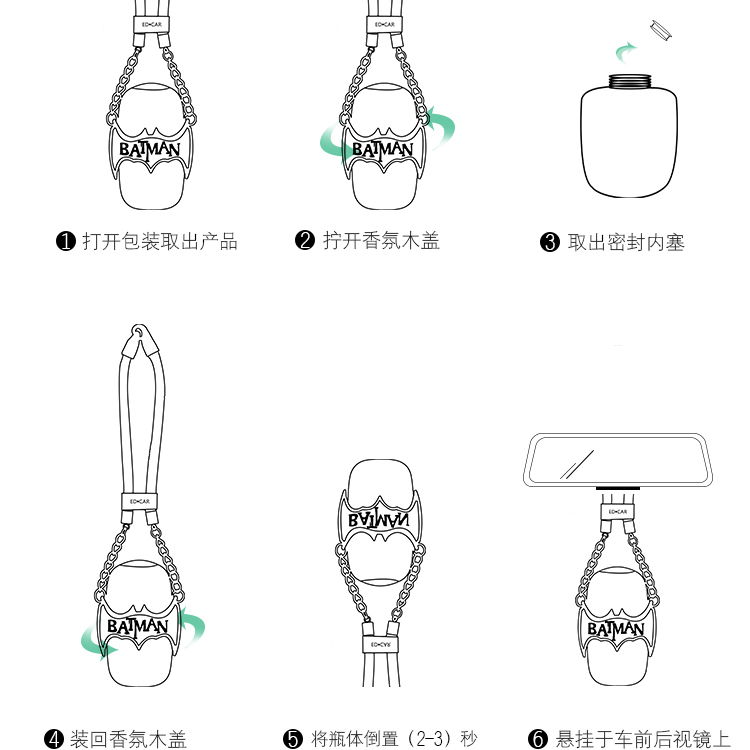 ED•CAR
BATMAN
ED•CAR
BATMAN
❶ 打开包装取出产品
❷ 拧开香氛木盖
❸ 取出密封内塞
ED•CAR
BATMAN
BATMAN
ED•CAR
ED•CAR
BATMAN
❹ 装回香氛木盖
❺ 将瓶体倒置（2-3）秒
❻ 悬挂于车前后视镜上